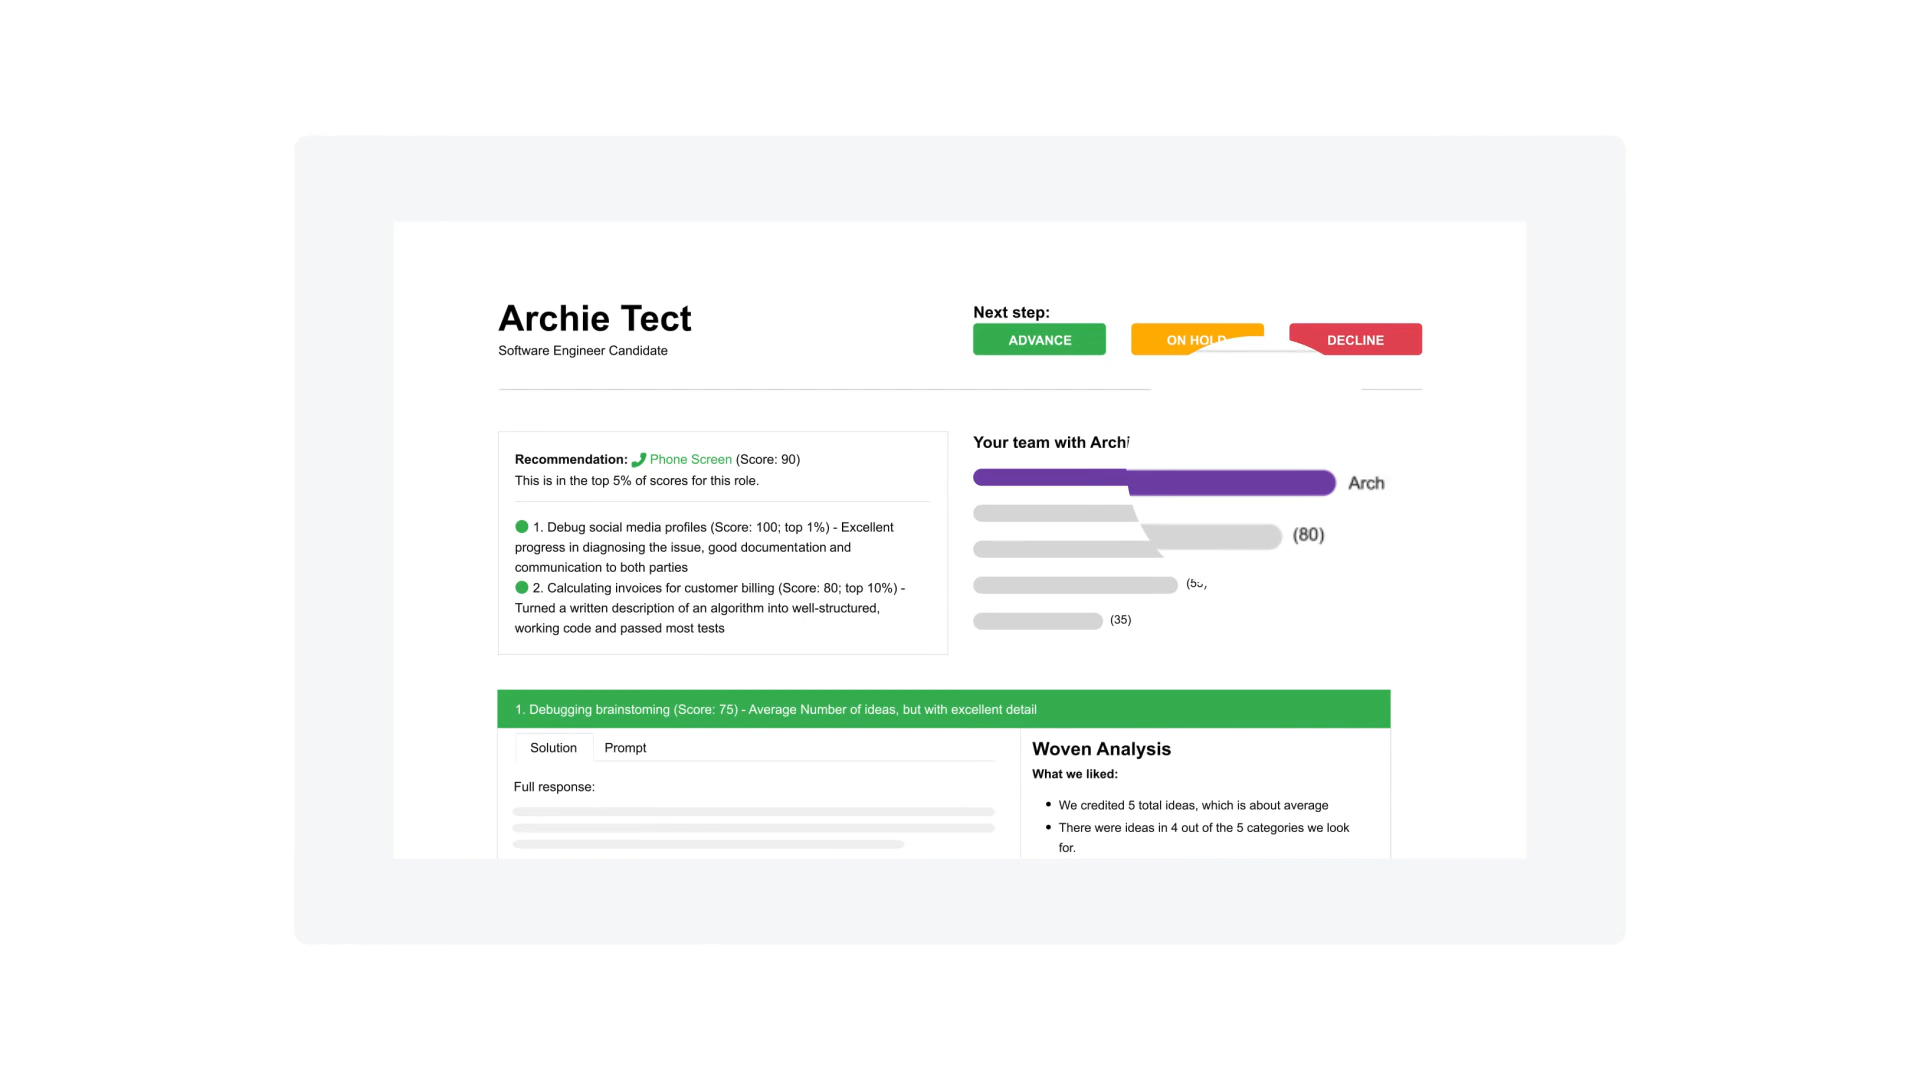 Archie Tect
Software Engineer Candidate
Next step:
ADVANCE
ON HOLD
DECLINE
Recommendation: Phone Screen (Score: 90)
This is in the top 5% of scores for this role.
1. Debug social media profiles (Score: 100; top 1%) - Excellent
progress in diagnosing the issue, good documentation and
communication to both parties
2. Calculating invoices for customer billing (Score: 80; top 10%) -
Turned a written description of an algorithm into well-structured,
working code and passed most tests
Your team with Archi
Arch
(80)
(35)
1. Debugging brainstoming (Score: 75) - Average Number of ideas, but with excellent detail
Solution
Prompt
Full response:
Woven Analysis
What we liked:
We credited 5 total ideas, which is about average
There were ideas in 4 out of the 5 categories we look
for.